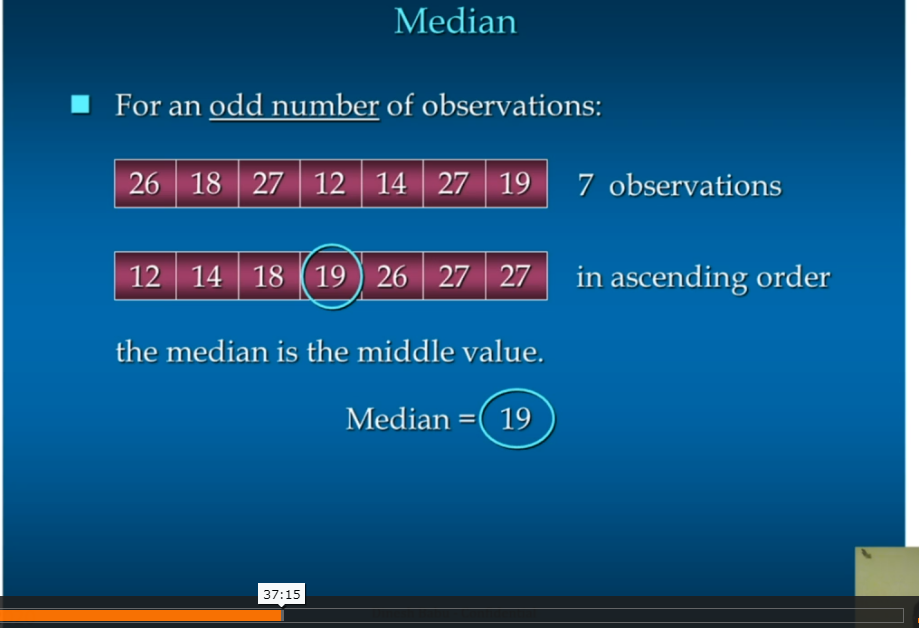 Median
For an odd number of observations:
26 18 27 12 14 27 19 7 observations
12 14 18 19 26 27 27 in ascending order
the median is the middle value.
Median = 19
37:15